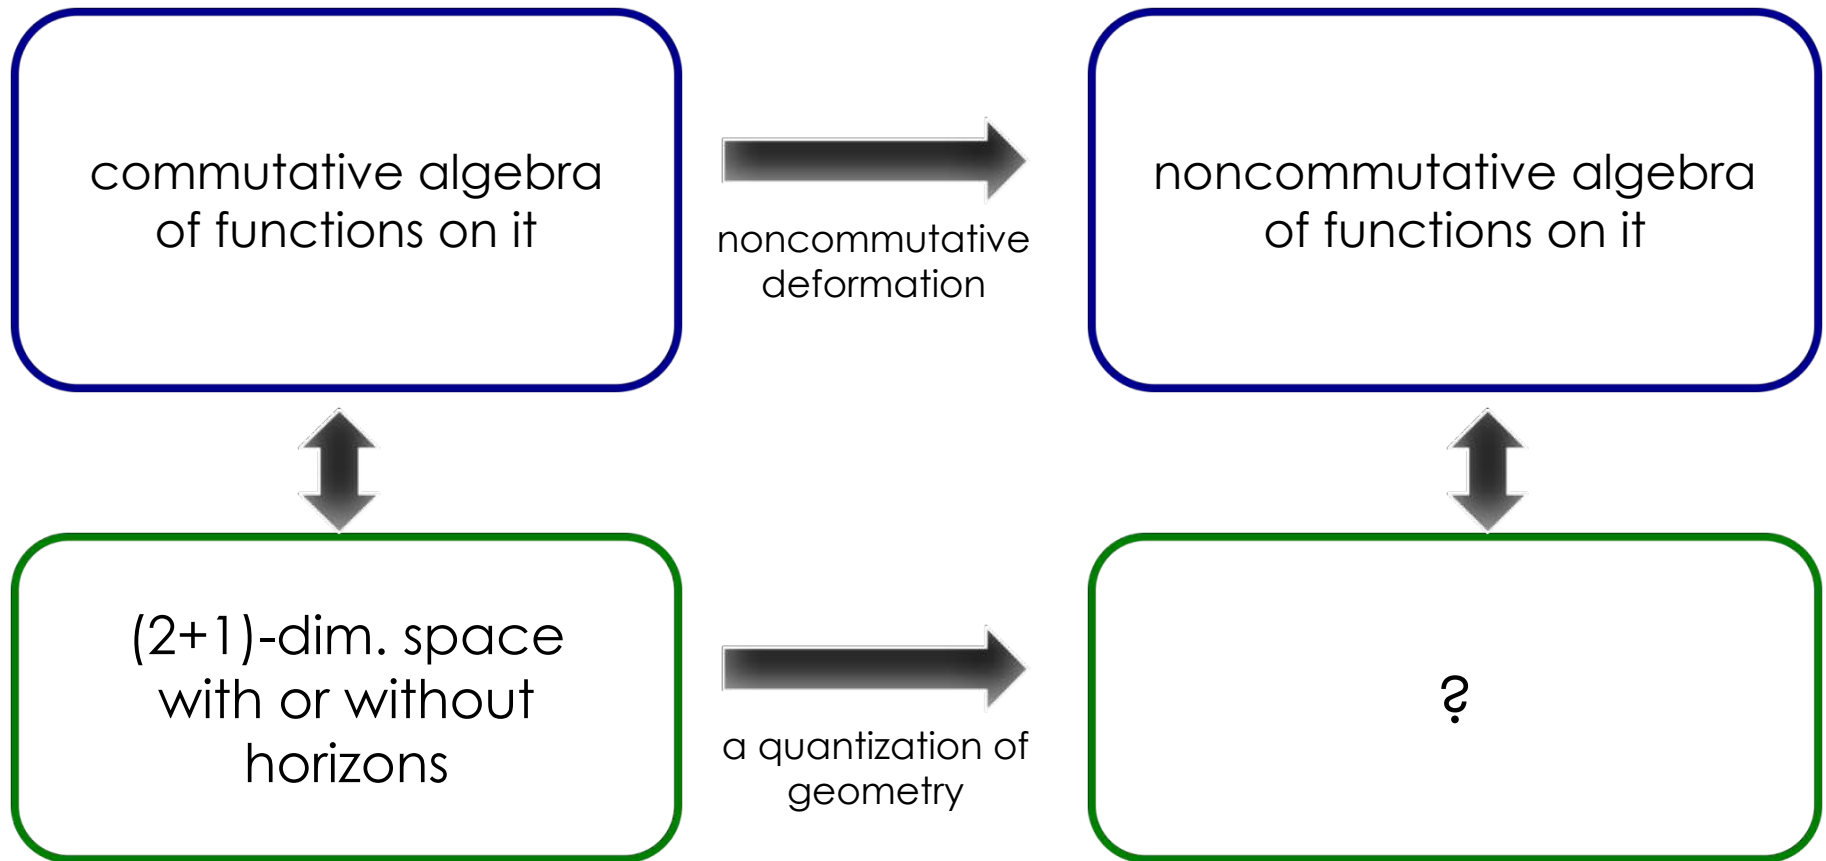 commutative algebra
of functions on it
noncommutative
deformation
noncommutative algebra
of functions on it
(2+1)-dim. space
with or without
horizons
a quantization of
geometry
?